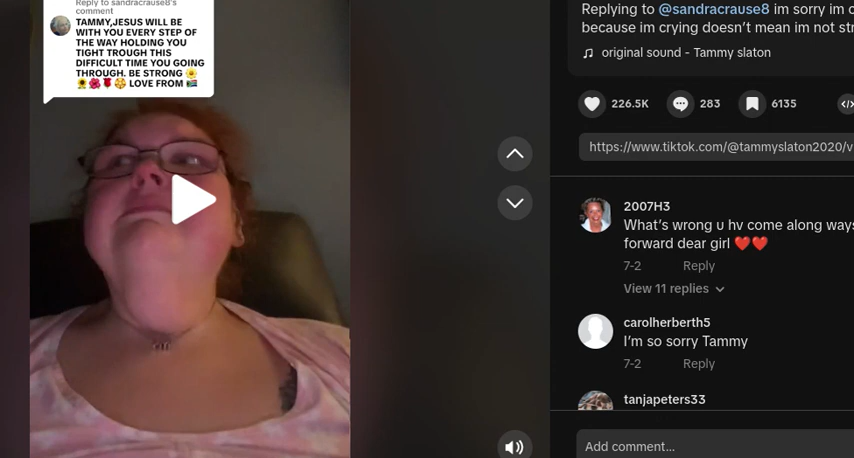 Reply to sandracrause8's
comment
TAMMY,JESUS WILL BE
WITH YOU EVERY STEP OF
THE WAY HOLDING YOU
TIGHT TROUGH THIS
DIFFICULT TIME YOU GOING
THROUGH. BE STRONG 🌻
🌻🌺🌹🏵️ LOVE FROM 🇿🇦
Replying to @sandracrause8 im sorry im c
because im crying doesn't mean im not str
♫ original sound - Tammy slaton
226.5K
283
6135
https://www.tiktok.com/@tammyslaton2020/v
2007H3
What's wrong u hv come along ways
forward dear girl ❤️❤️
7-2 Reply
View 11 replies
carolherberth5
I'm so sorry Tammy
7-2 Reply
tanjapeters33
Add comment...